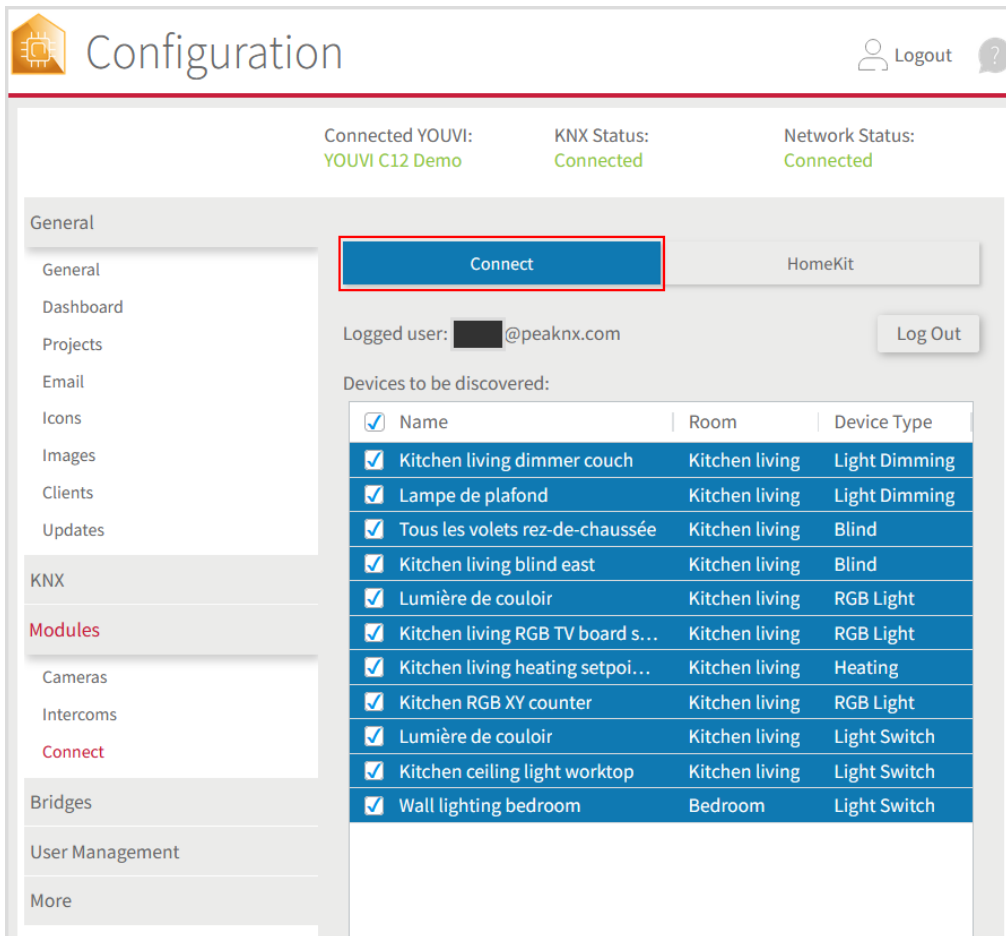 Configuration
Logout
?
Connected YOUVI: KNX Status: Network Status:
YOUVI C12 Demo Connected Connected
General
General
Dashboard
Projects
Email
Icons
Images
Clients
Updates
KNX
Modules
Cameras
Intercoms
Connect
Bridges
User Management
More
Connect HomeKit
Logged user: @peaknx.com Log Out
Devices to be discovered:
Name Room Device Type
Kitchen living dimmer couch Kitchen living Light Dimming
Lampe de plafond Kitchen living Light Dimming
Tous les volets rez-de-chaussée Kitchen living Blind
Kitchen living blind east Kitchen living Blind
Lumière de couloir Kitchen living RGB Light
Kitchen living RGB TV board s... Kitchen living RGB Light
Kitchen living heating setpoi... Kitchen living Heating
Kitchen RGB XY counter Kitchen living RGB Light
Lumière de couloir Kitchen living Light Switch
Kitchen ceiling light worktop Kitchen living Light Switch
Wall lighting bedroom Bedroom Light Switch